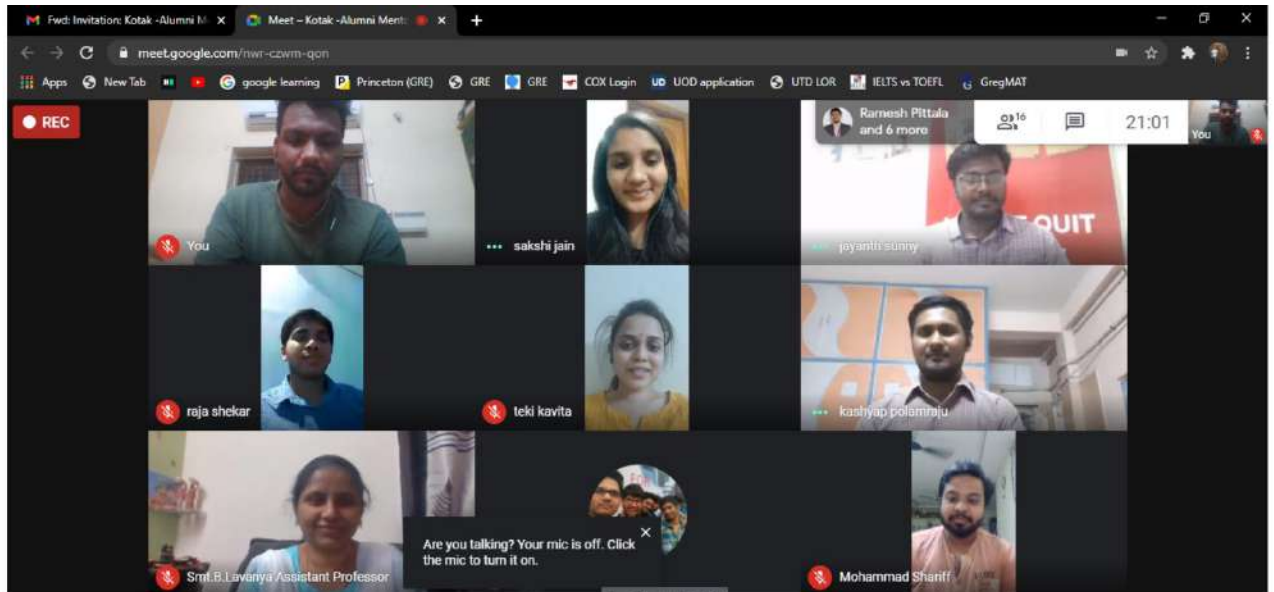 Fwd: Invitation: Kotak -Alumni M
Meet – Kotak -Alumni Ment
meet.google.com/nwr-czwm-qon
Apps New Tab google learning Princeton (GRE) GRE GRE COX Login UOD application UTD LOR IELTS vs TOEFL GregMAT
REC
Ramesh Pittala
and 6 more
16
21:01
You
You
sakshi jain
jayanth sunny
QUIT
raja shekar
teki kavita
kashyap polamraju
Smt.B.Lavanya Assistant Professor
Are you talking? Your mic is off. Click
the mic to turn it on.
Mohammad Shariff